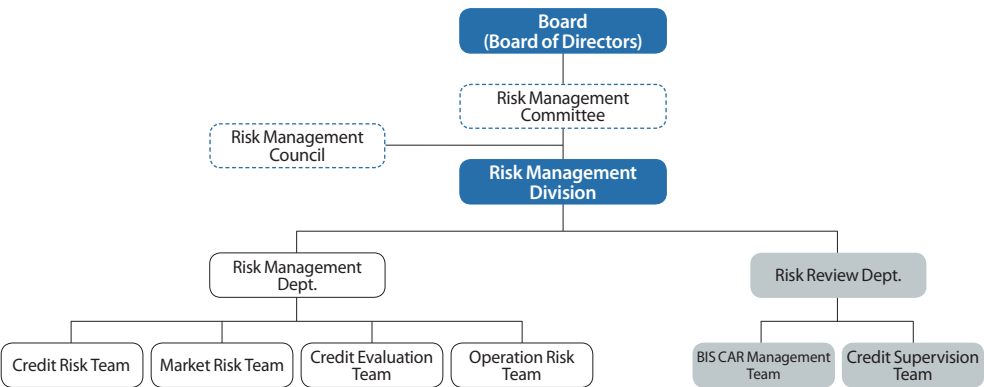 Board
(Board of Directors)
Risk Management
Committee
Risk Management
Council
Risk Management
Division
Risk Management
Dept.
Risk Review Dept.
Credit Risk Team
Market Risk Team
Credit Evaluation
Team
Operation Risk
Team
BIS CAR Management
Team
Credit Supervision
Team